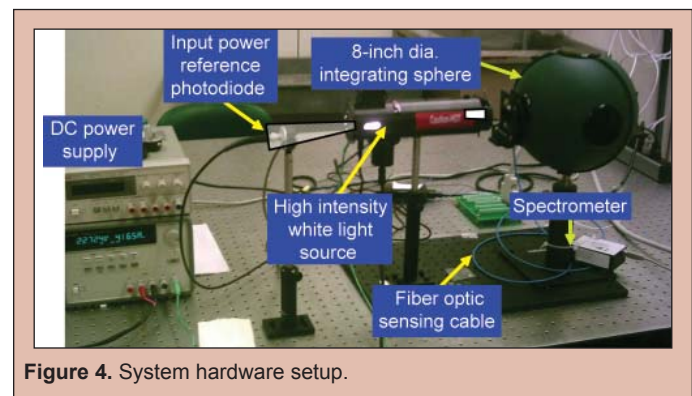 Input power
reference
photodiode
8-inch dia.
integrating sphere
DC power
supply
High intensity
white light
source
Spectrometer
Fiber optic
sensing cable
Figure 4. System hardware setup.